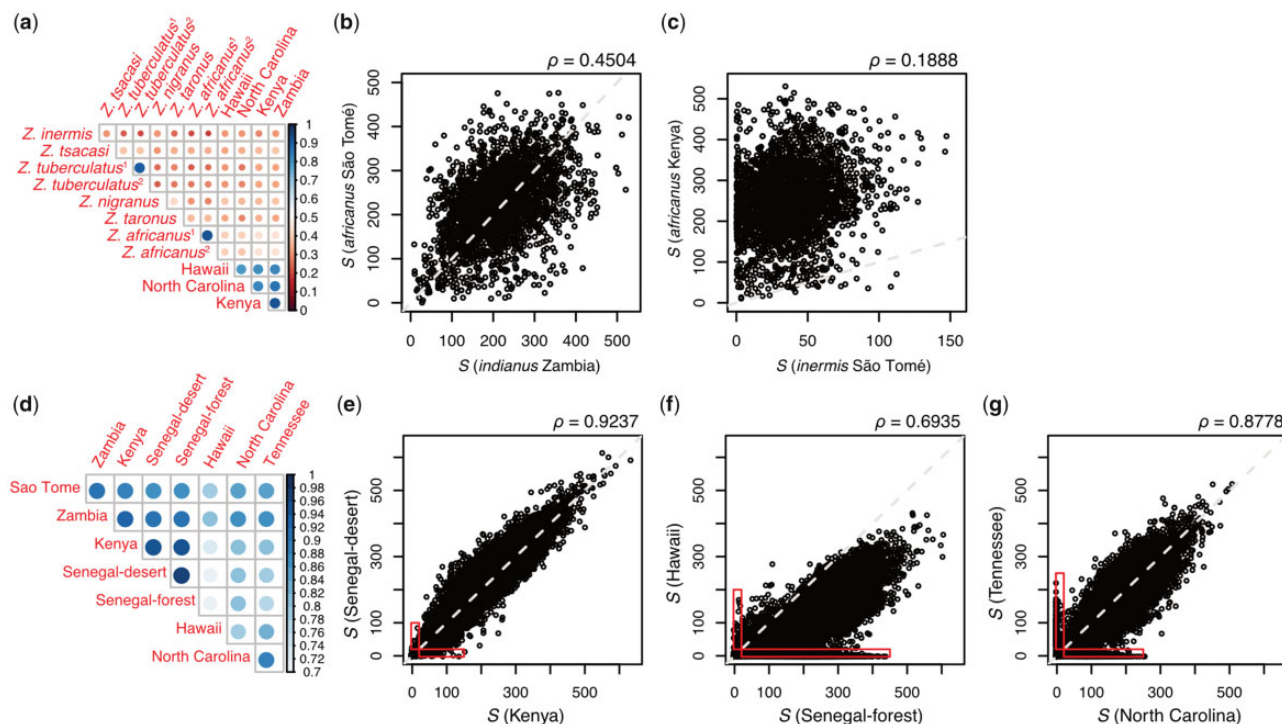 (a)
Z. tsacasi
Z. tuberculatus¹
Z. tuberculatus²
Z. nigranus
Z. taronus
Z. africanus¹
Z. africanus²
Hawaii
North Carolina
Kenya
Zambia
Z. inermis
Z. tsacasi
Z. tuberculatus¹
Z. tuberculatus²
Z. nigranus
Z. taronus
Z. africanus¹
Z. africanus²
Hawaii
North Carolina
Kenya
1
0.9
0.8
0.7
0.6
0.5
0.4
0.3
0.2
0.1
0
(b)
ρ = 0.4504
S (africanus São Tomé)
500
400
300
200
100
0
0 100 200 300 400 500
S (indianus Zambia)
(c)
ρ = 0.1888
S (africanus Kenya)
500
400
300
200
100
0
0 50 100 150
S (inermis São Tomé)
(d)
Zambia
Kenya
Senegal-desert
Senegal-forest
Hawaii
North Carolina
Tennessee
Sao Tome
Zambia
Kenya
Senegal-desert
Senegal-forest
Hawaii
North Carolina
1
0.98
0.96
0.94
0.92
0.9
0.88
0.86
0.84
0.82
0.8
0.78
0.76
0.74
0.72
0.7
(e)
ρ = 0.9237
S (Senegal-desert)
500
300
100
0
0 100 300 500
S (Kenya)
(f)
ρ = 0.6935
S (Hawaii)
500
300
100
0
0 100 300 500
S (Senegal-forest)
(g)
ρ = 0.8778
S (Tennessee)
500
300
100
0
0 100 300 500
S (North Carolina)